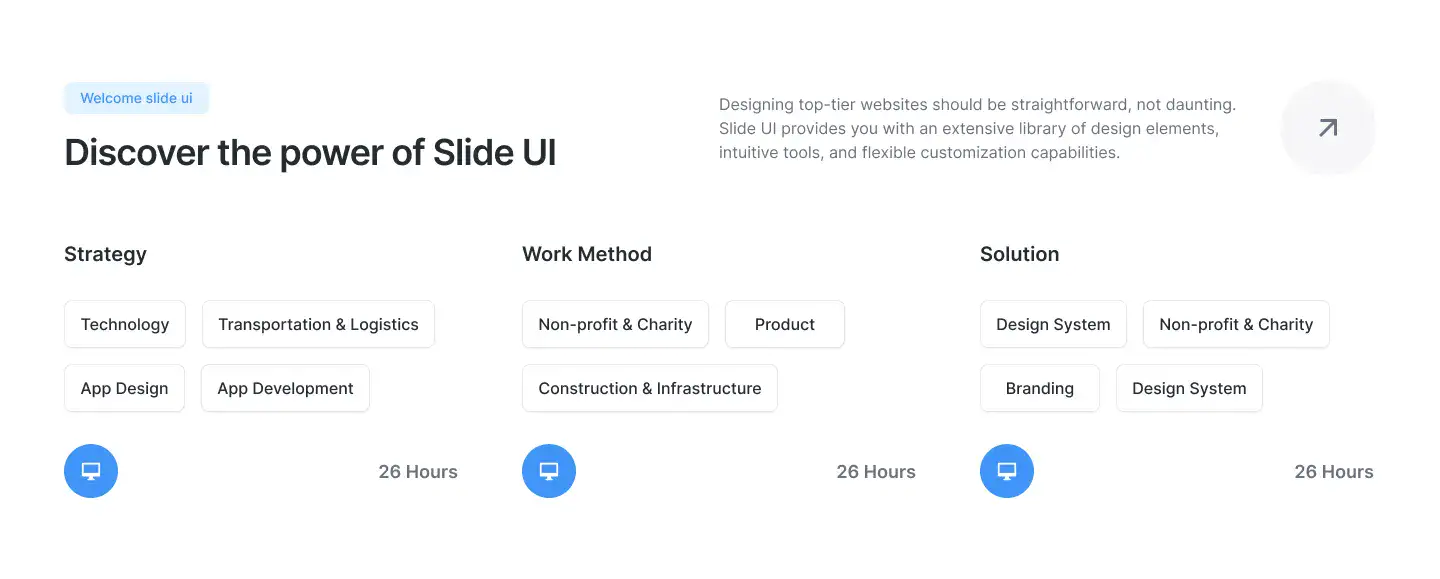 Welcome slide ui
Discover the power of Slide UI
Designing top-tier websites should be straightforward, not daunting.
Slide UI provides you with an extensive library of design elements,
intuitive tools, and flexible customization capabilities.
Strategy
Technology
Transportation & Logistics
App Design
App Development
26 Hours
Work Method
Non-profit & Charity
Product
Construction & Infrastructure
26 Hours
Solution
Design System
Non-profit & Charity
Branding
Design System
26 Hours